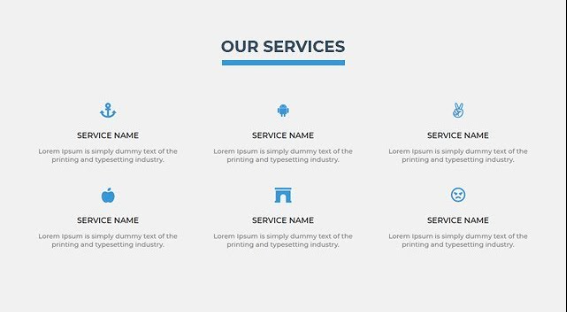 OUR SERVICES
SERVICE NAME
Lorem Ipsum is simply dummy text of the
printing and typesetting industry.
SERVICE NAME
Lorem Ipsum is simply dummy text of the
printing and typesetting industry.
SERVICE NAME
Lorem Ipsum is simply dummy text of the
printing and typesetting industry.
SERVICE NAME
Lorem Ipsum is simply dummy text of the
printing and typesetting industry.
SERVICE NAME
Lorem Ipsum is simply dummy text of the
printing and typesetting industry.
SERVICE NAME
Lorem Ipsum is simply dummy text of the
printing and typesetting industry.